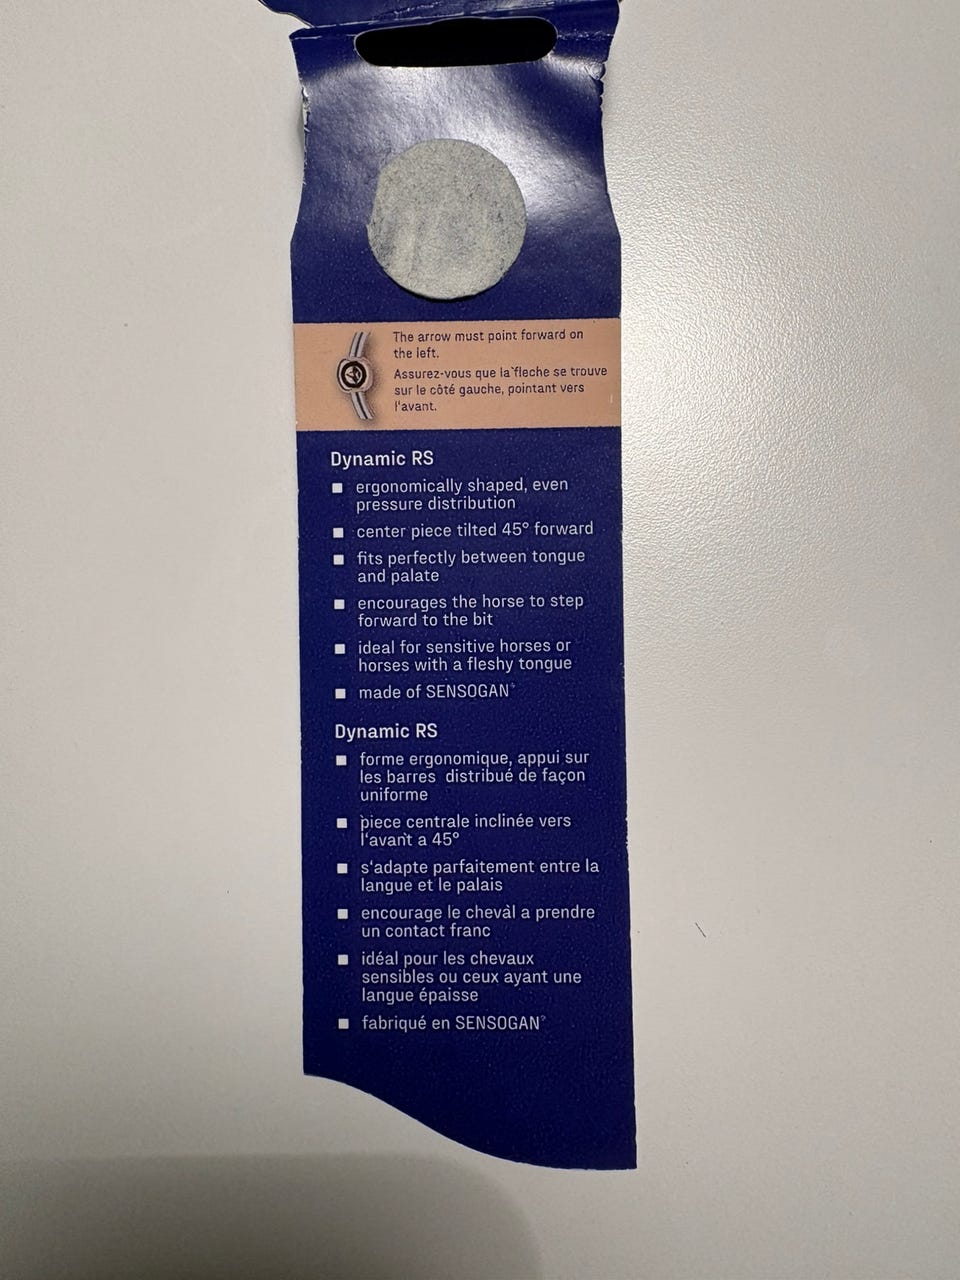 The arrow must point forward on
the left.
Assurez-vous que la`fleche se trouve
sur le côté gauche, pointant vers
l'avant.
Dynamic RS
■ ergonomically shaped, even
pressure distribution
■ center piece tilted 45° forward
■ fits perfectly between tongue
and palate
■ encourages the horse to step
forward to the bit
■ ideal for sensitive horses or
horses with a fleshy tongue
■ made of SENSOGAN®
Dynamic RS
■ forme ergonomique, appui sur
les barres distribué de façon
uniforme
■ piece centrale inclinée vers
l'avant a 45°
■ s'adapte parfaitement entre la
langue et le palais
■ encourage le cheval a prendre
un contact franc
■ idéal pour les chevaux
sensibles ou ceux ayant une
langue épaisse
■ fabriqué en SENSOGAN®